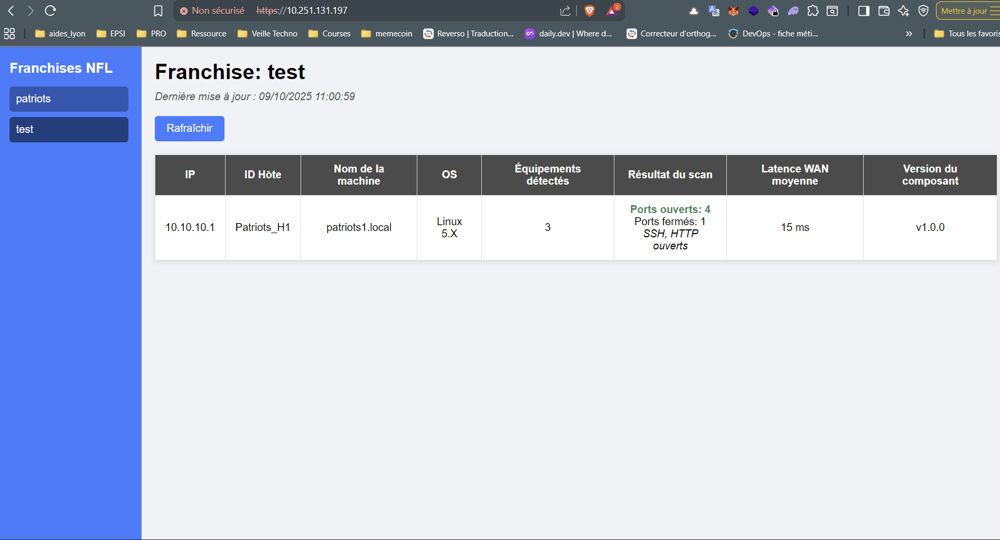 Non sécurisé https://10.251.131.197 2 Mettre à jour
aides_lyon EPSI PRO Ressource Veille Techno Courses memecoin Reverso | Traduction... daily.dev | Where d... Correcteur d'orthog... DevOps - fiche méti... » Tous les favoris
Franchises NFL
patriots
test
Franchise: test
Dernière mise à jour : 09/10/2025 11:00:59
Rafraîchir
IP
ID Hôte
Nom de la
machine
OS
Équipements
détectés
Résultat du scan
Latence WAN
moyenne
Version du
composant
10.10.10.1
Patriots_H1
patriots1.local
Linux
5.X
3
Ports ouverts: 4
Ports fermés: 1
SSH, HTTP
ouverts
15 ms
v1.0.0